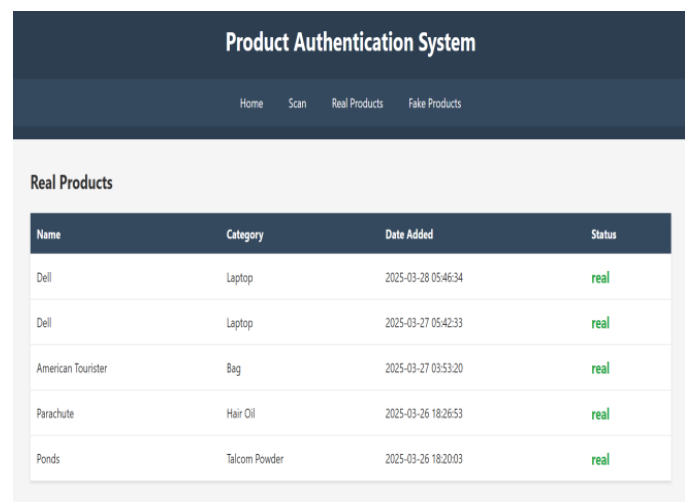 Product Authentication System
Home Scan Real Products Fake Products
Real Products
Name Category Date Added Status
Dell Laptop 2025-03-28 05:46:34 real
Dell Laptop 2025-03-27 05:42:33 real
American Tourister Bag 2025-03-27 03:53:20 real
Parachute Hair Oil 2025-03-26 18:26:53 real
Ponds Talcom Powder 2025-03-26 18:20:03 real